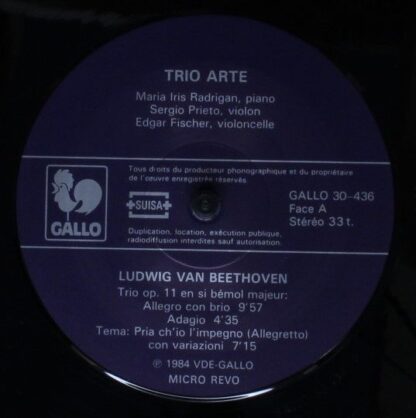 TRIO ARTE
Maria Iris Radrigan, piano
Sergio Prieto, violon
Edgar Fischer, violoncelle
Tous droits du producteur phonographique et du propriétaire
de l'œuvre enregistrée réservés.
GALLO
SUISA
GALLO 30-436
Face A
Stéréo 33 t.
Duplication, location, exécution publique,
radiodiffusion interdites sauf autorisation.
LUDWIG VAN BEETHOVEN
Trio op. 11 en si bémol majeur:
Allegro con brio 9'57
Adagio 4'35
Tema: Pria ch'io l'impegno (Allegretto)
con variazioni 7'15
℗ 1984 VDE-GALLO
MICRO REVO